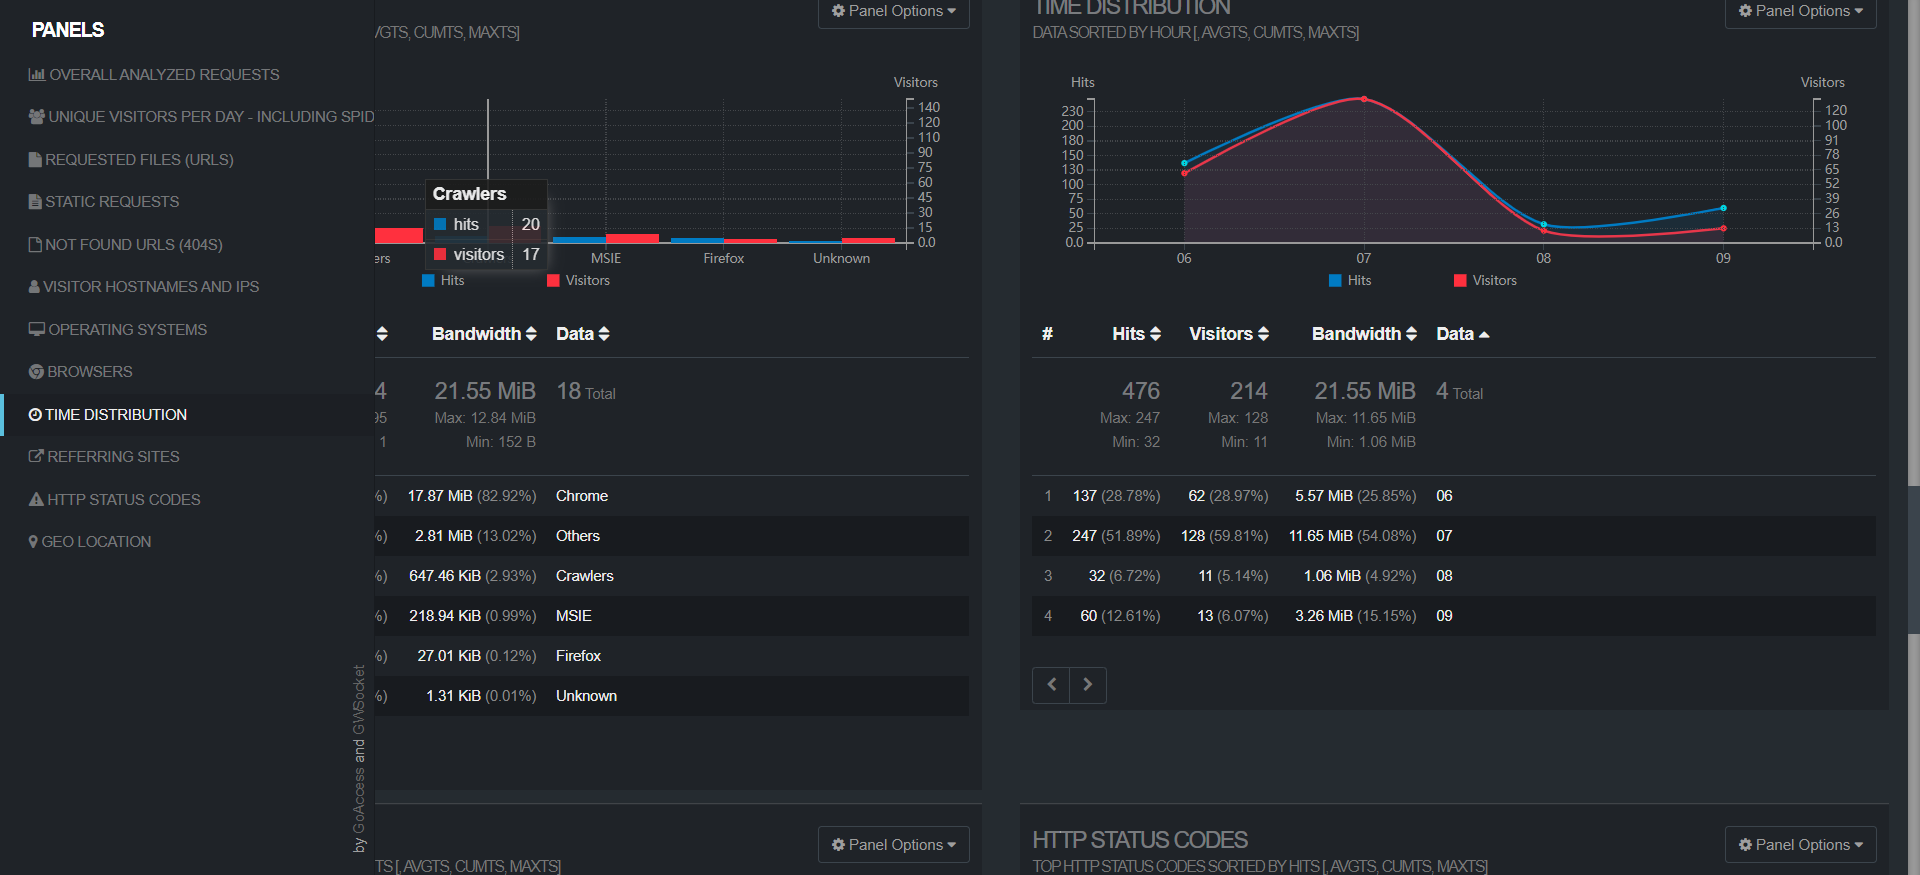 PANELS
OVERALL ANALYZED REQUESTS
UNIQUE VISITORS PER DAY - INCLUDING SPID
REQUESTED FILES (URLS)
STATIC REQUESTS
NOT FOUND URLS (404S)
VISITOR HOSTNAMES AND IPS
OPERATING SYSTEMS
BROWSERS
TIME DISTRIBUTION
REFERRING SITES
HTTP STATUS CODES
GEO LOCATION
by GoAccess and GWSocket
Panel Options
VGTS, CUMTS, MAXTS]
Visitors
140
120
110
90
75
60
45
30
15
0.0
Crawlers
hits 20
visitors 17
ers MSIE Firefox Unknown
Hits Visitors
Bandwidth Data
4 21.55 MiB 18 Total
95 Max: 12.84 MiB
1 Min: 152 B
%) 17.87 MiB (82.92%) Chrome
%) 2.81 MiB (13.02%) Others
%) 647.46 KiB (2.93%) Crawlers
%) 218.94 KiB (0.99%) MSIE
%) 27.01 KiB (0.12%) Firefox
%) 1.31 KiB (0.01%) Unknown
Panel Options
TS [, AVGTS, CUMTS, MAXTS]
TIME DISTRIBUTION
Panel Options
DATA SORTED BY HOUR [, AVGTS, CUMTS, MAXTS]
Hits Visitors
230 120
200 100
180 91
150 78
130 65
100 52
75 39
50 26
25 13
0.0 0.0
06 07 08 09
Hits Visitors
# Hits Visitors Bandwidth Data
476 214 21.55 MiB 4 Total
Max: 247 Max: 128 Max: 11.65 MiB
Min: 32 Min: 11 Min: 1.06 MiB
1 137 (28.78%) 62 (28.97%) 5.57 MiB (25.85%) 06
2 247 (51.89%) 128 (59.81%) 11.65 MiB (54.08%) 07
3 32 (6.72%) 11 (5.14%) 1.06 MiB (4.92%) 08
4 60 (12.61%) 13 (6.07%) 3.26 MiB (15.15%) 09
HTTP STATUS CODES
Panel Options
TOP HTTP STATUS CODES SORTED BY HITS [, AVGTS, CUMTS, MAXTS]